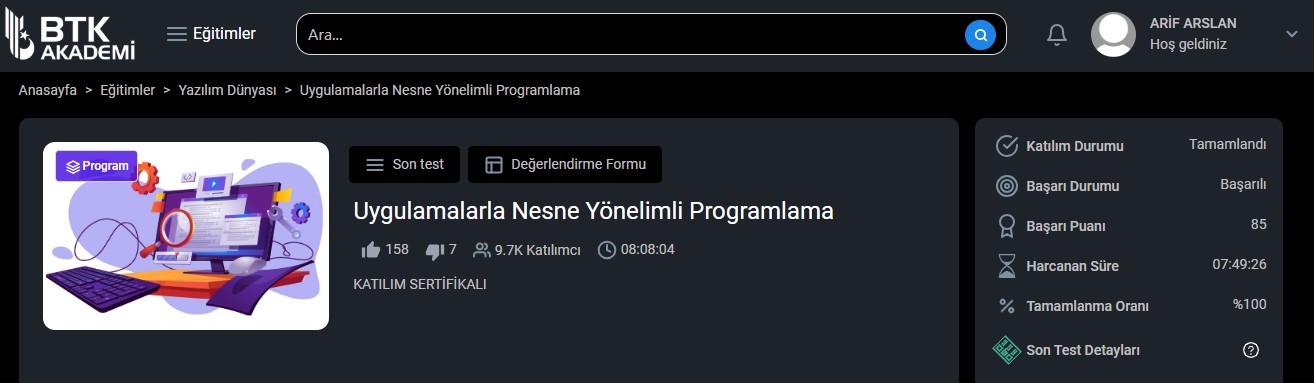 BTK
AKADEMİ
Eğitimler
Ara...
ARİF ARSLAN
Hoş geldiniz
Anasayfa > Eğitimler > Yazılım Dünyası > Uygulamalarla Nesne Yönelimli Programlama
Program
Son test
Değerlendirme Formu
Uygulamalarla Nesne Yönelimli Programlama
158 7 9.7K Katılımcı 08:08:04
KATILIM SERTİFİKALI
Katılım Durumu Tamamlandı
Başarı Durumu Başarılı
Başarı Puanı 85
Harcanan Süre 07:49:26
Tamamlanma Oranı %100
Son Test Detayları